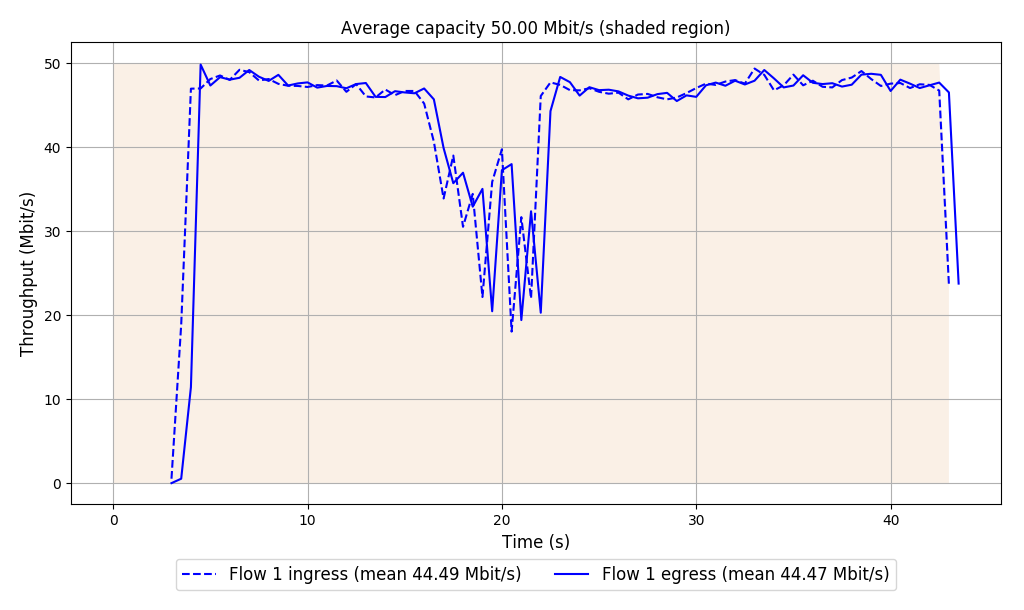 Average capacity 50.00 Mbit/s (shaded region)
50
40
30
20
10
0
Throughput (Mbit/s)
0 10 20 30 40
Time (s)
Flow 1 ingress (mean 44.49 Mbit/s) Flow 1 egress (mean 44.47 Mbit/s)